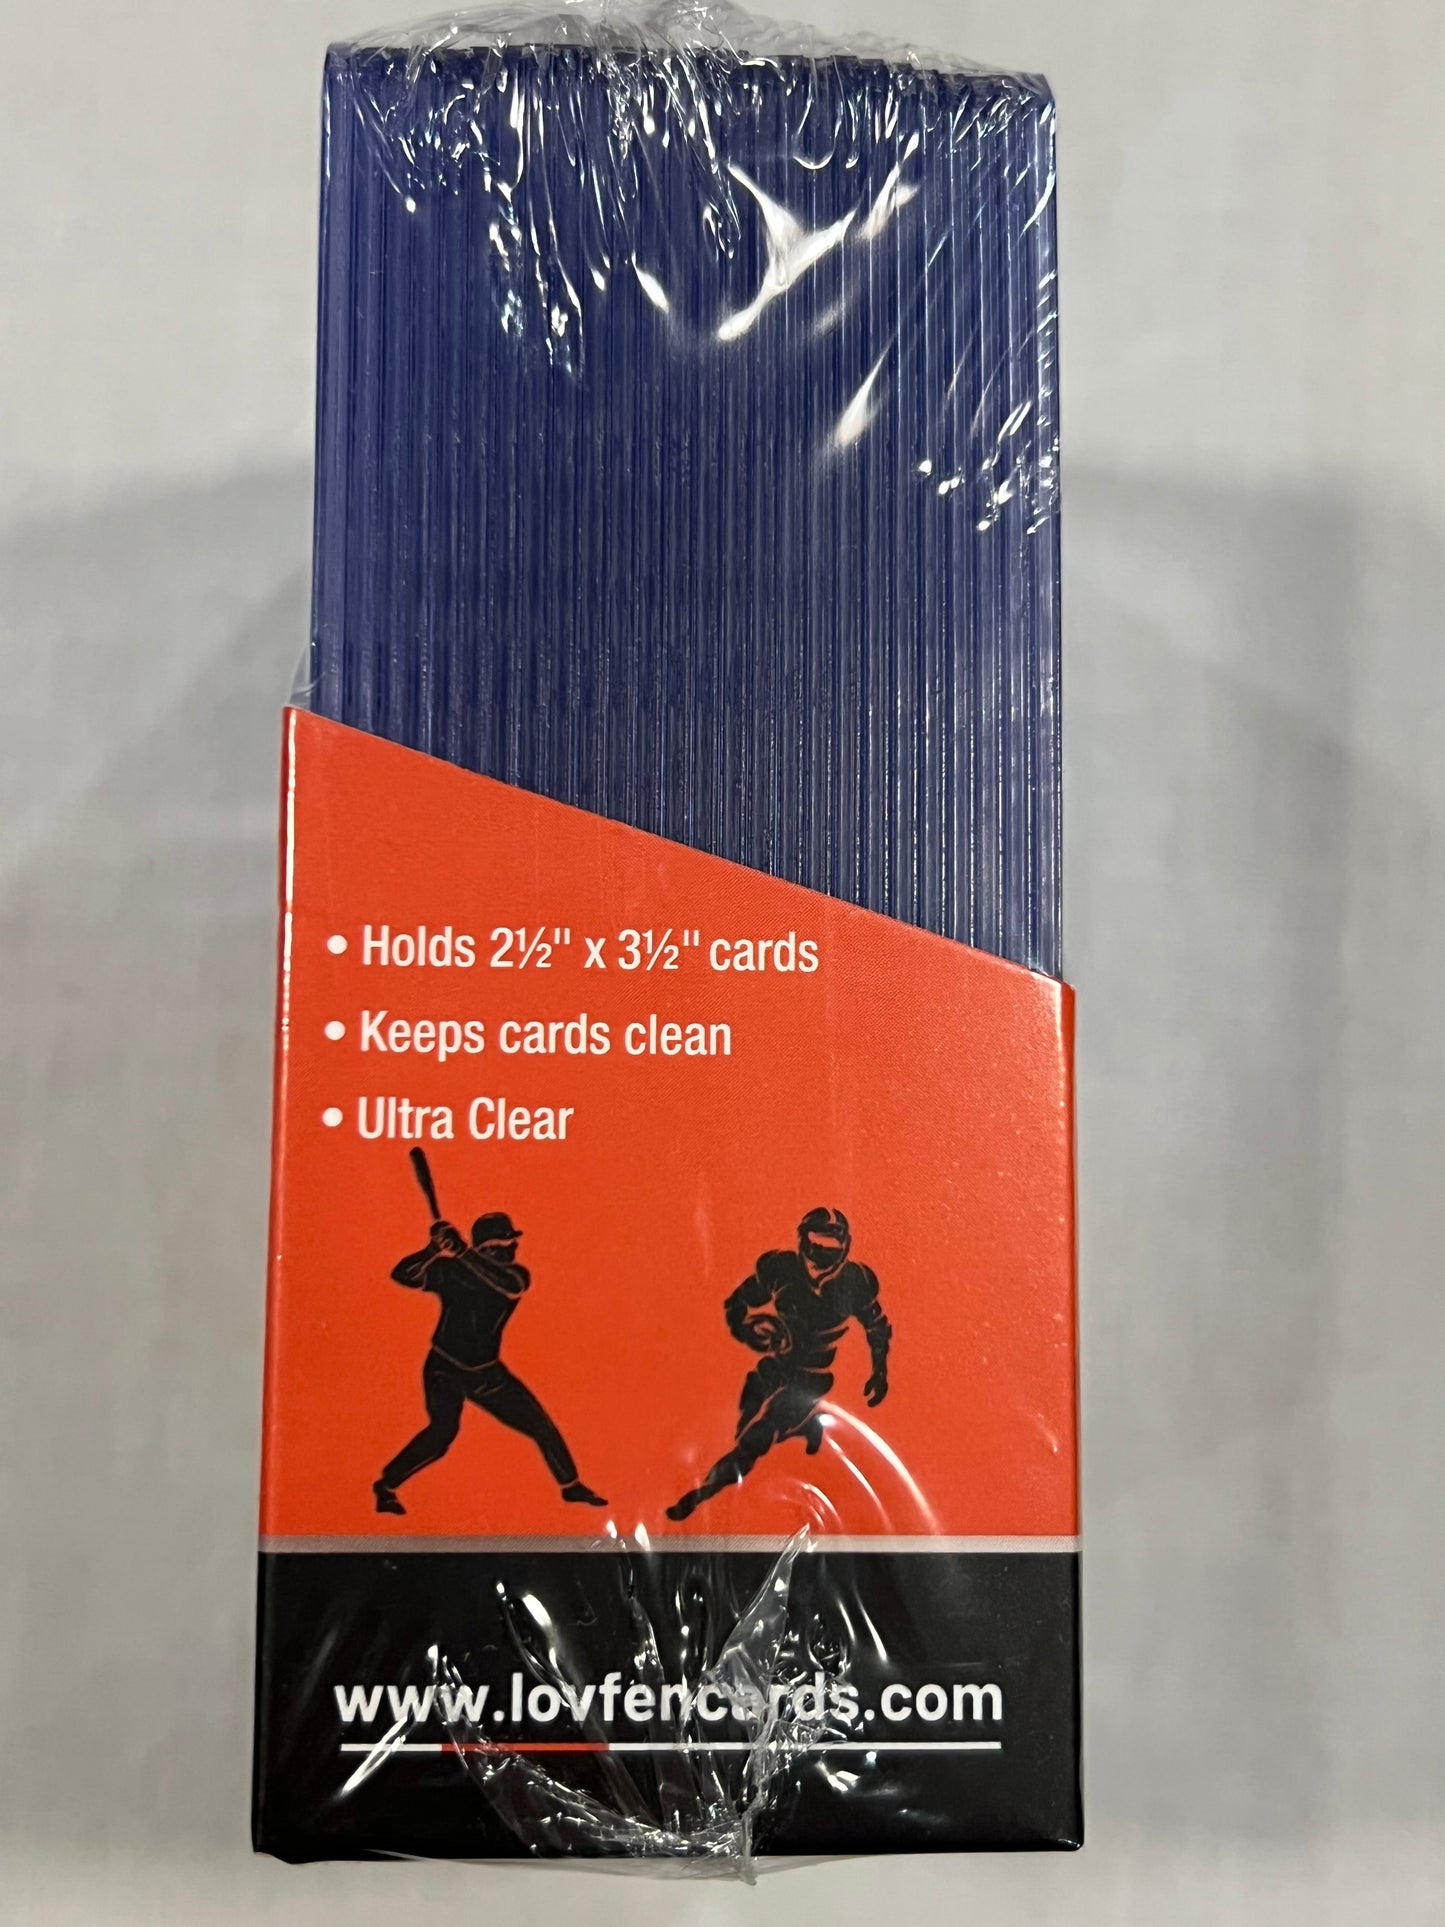 • Holds 2½" x 3½" cards
• Keeps cards clean
• Ultra Clear
www.lovfencards.com